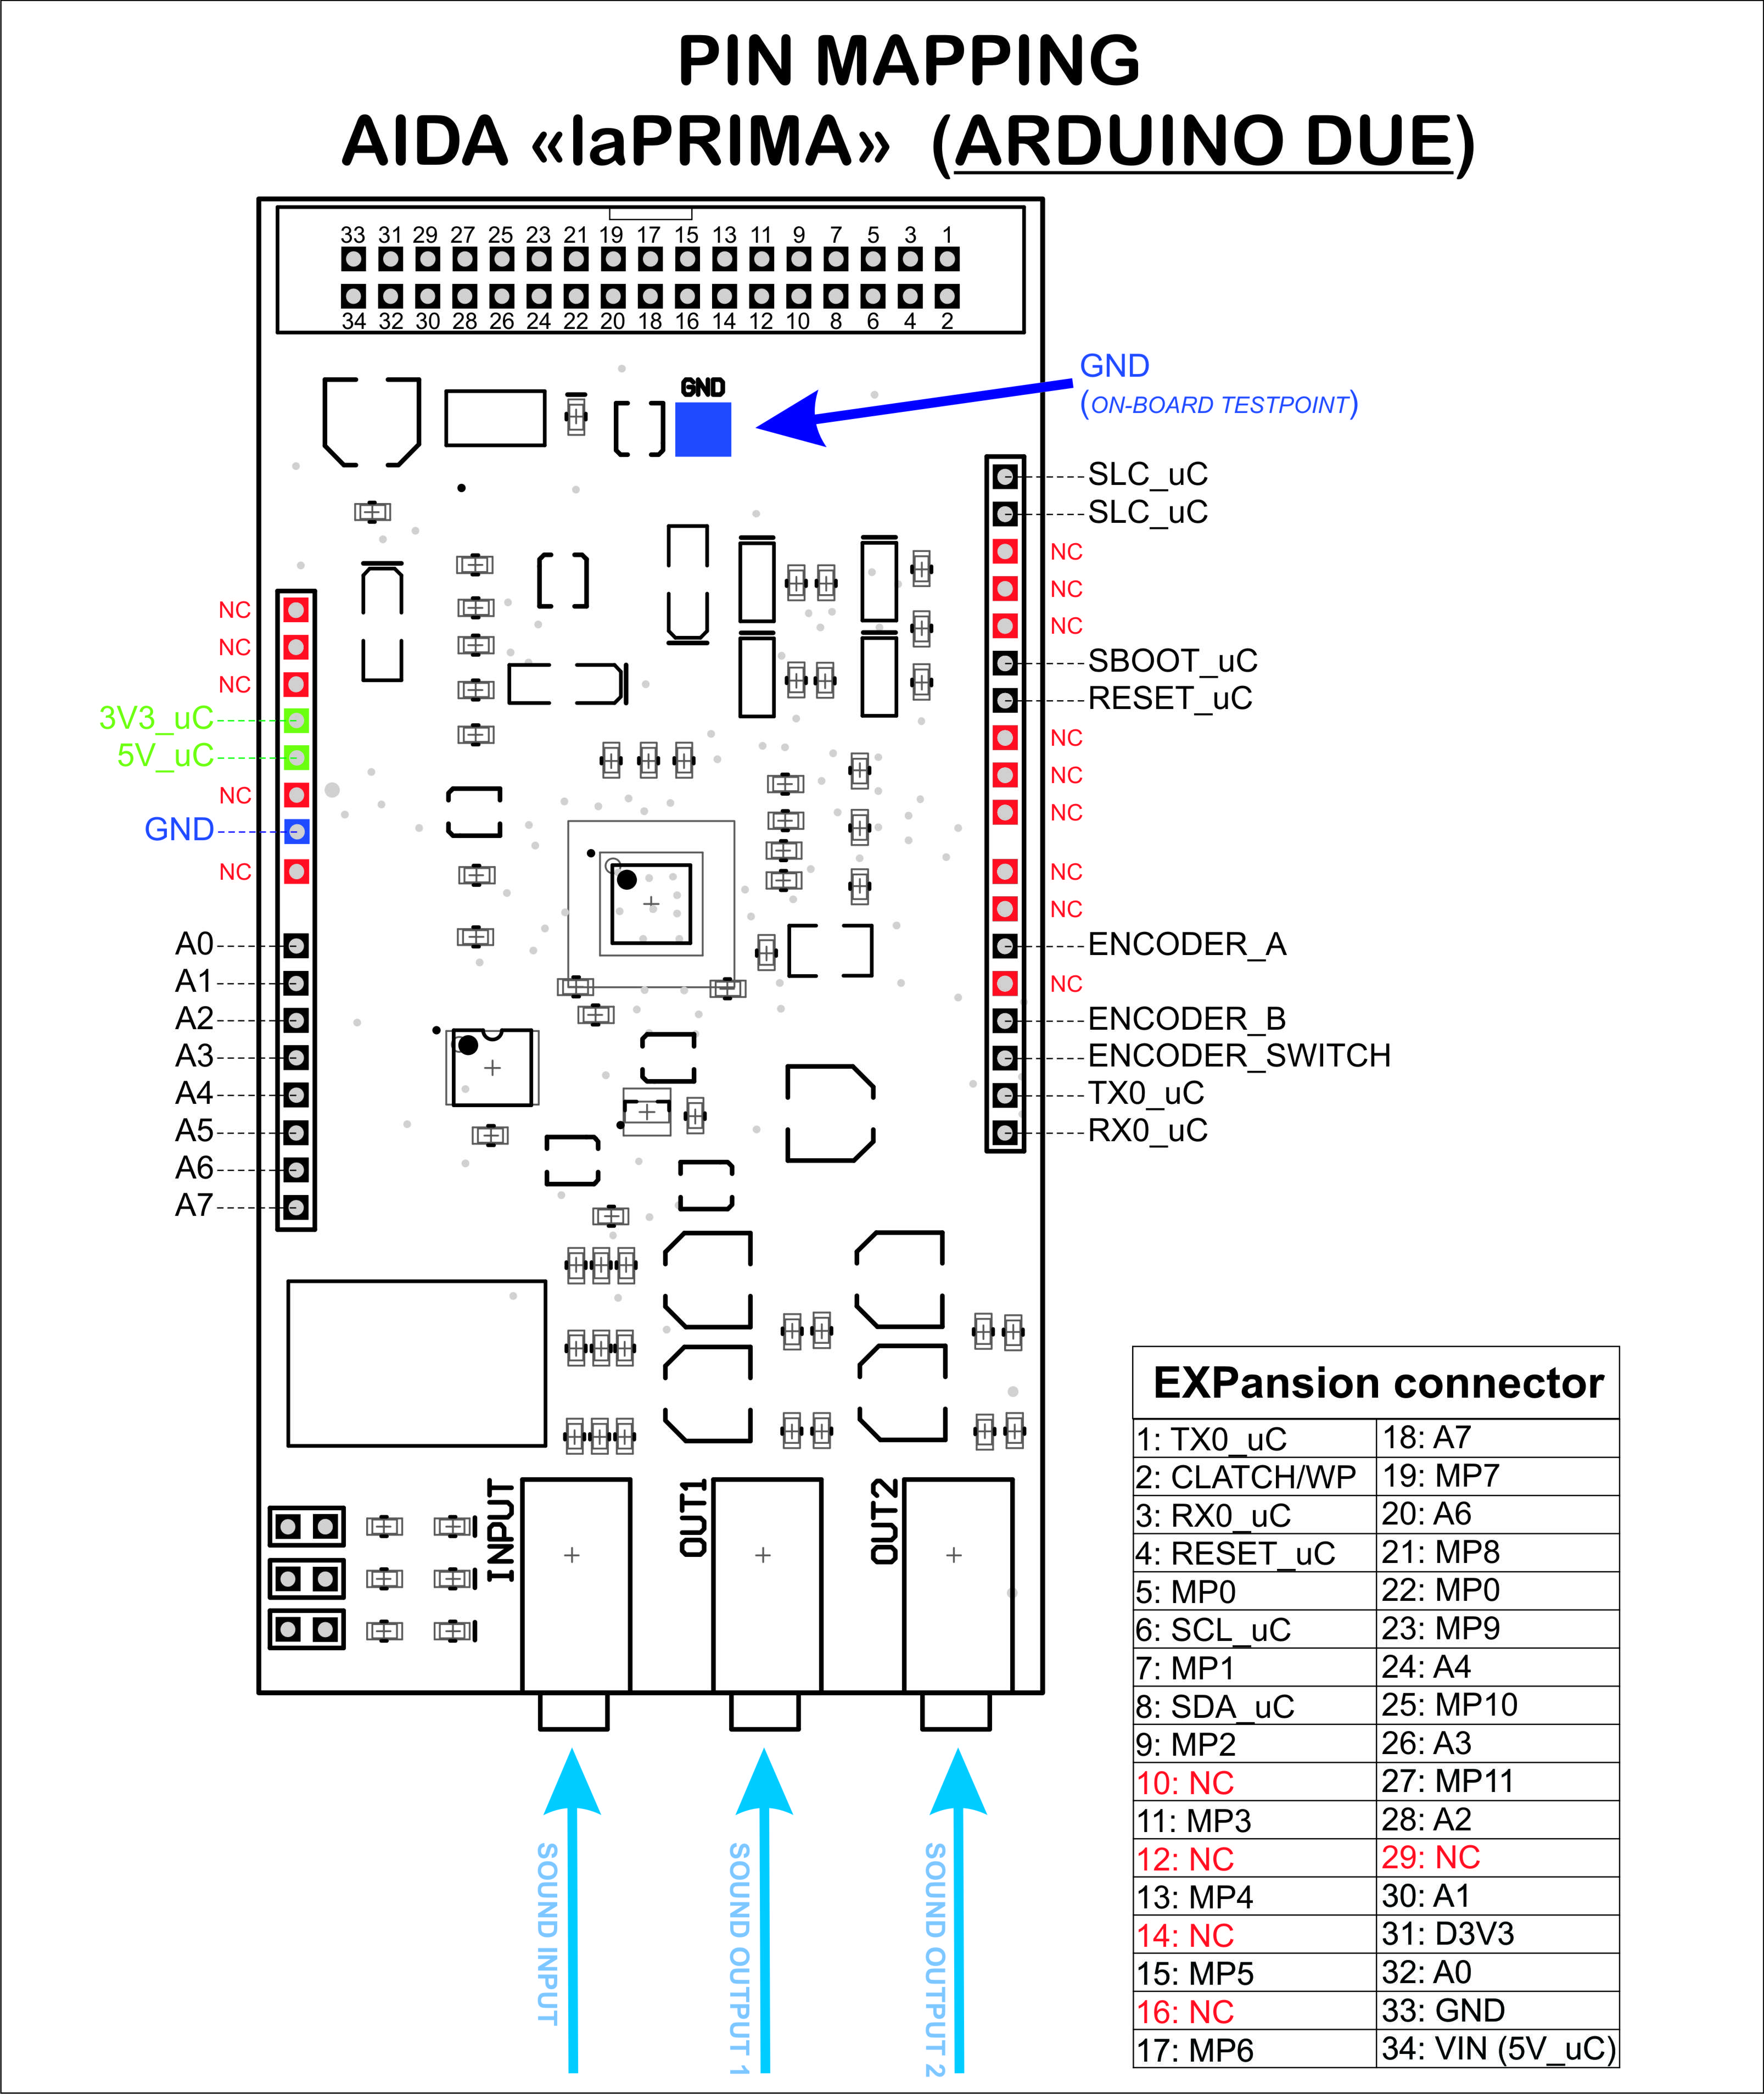 PIN MAPPING
AIDA «laPRIMA» (ARDUINO DUE)
33 31 29 27 25 23 21 19 17 15 13 11 9 7 5 3 1
34 32 30 28 26 24 22 20 18 16 14 12 10 8 6 4 2
GND
GND
(ON-BOARD TESTPOINT)
NC
NC
NC
3V3_uC
5V_uC
NC
GND
NC
A0
A1
A2
A3
A4
A5
A6
A7
SLC_uC
SLC_uC
NC
NC
NC
SBOOT_uC
RESET_uC
NC
NC
NC
NC
NC
ENCODER_A
NC
ENCODER_B
ENCODER_SWITCH
TX0_uC
RX0_uC
INPUT
OUT1
OUT2
SOUND INPUT
SOUND OUTPUT 1
SOUND OUTPUT 2
EXPansion connector
1: TX0_uC 18: A7
2: CLATCH/WP 19: MP7
3: RX0_uC 20: A6
4: RESET_uC 21: MP8
5: MP0 22: MP0
6: SCL_uC 23: MP9
7: MP1 24: A4
8: SDA_uC 25: MP10
9: MP2 26: A3
10: NC 27: MP11
11: MP3 28: A2
12: NC 29: NC
13: MP4 30: A1
14: NC 31: D3V3
15: MP5 32: A0
16: NC 33: GND
17: MP6 34: VIN (5V_uC)